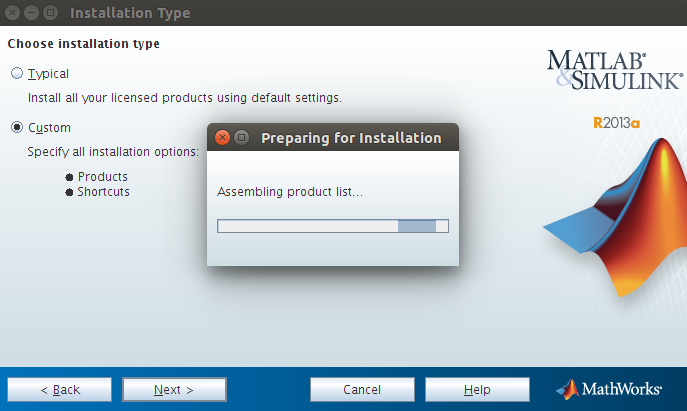 Installation Type
Choose installation type
Typical
Install all your licensed products using default settings.
Custom
Specify all installation options:
Products
Shortcuts
MATLAB®
&SIMULINK®
R2013a
Preparing for Installation
Assembling product list...
< Back
Next >
Cancel
Help
MathWorks®